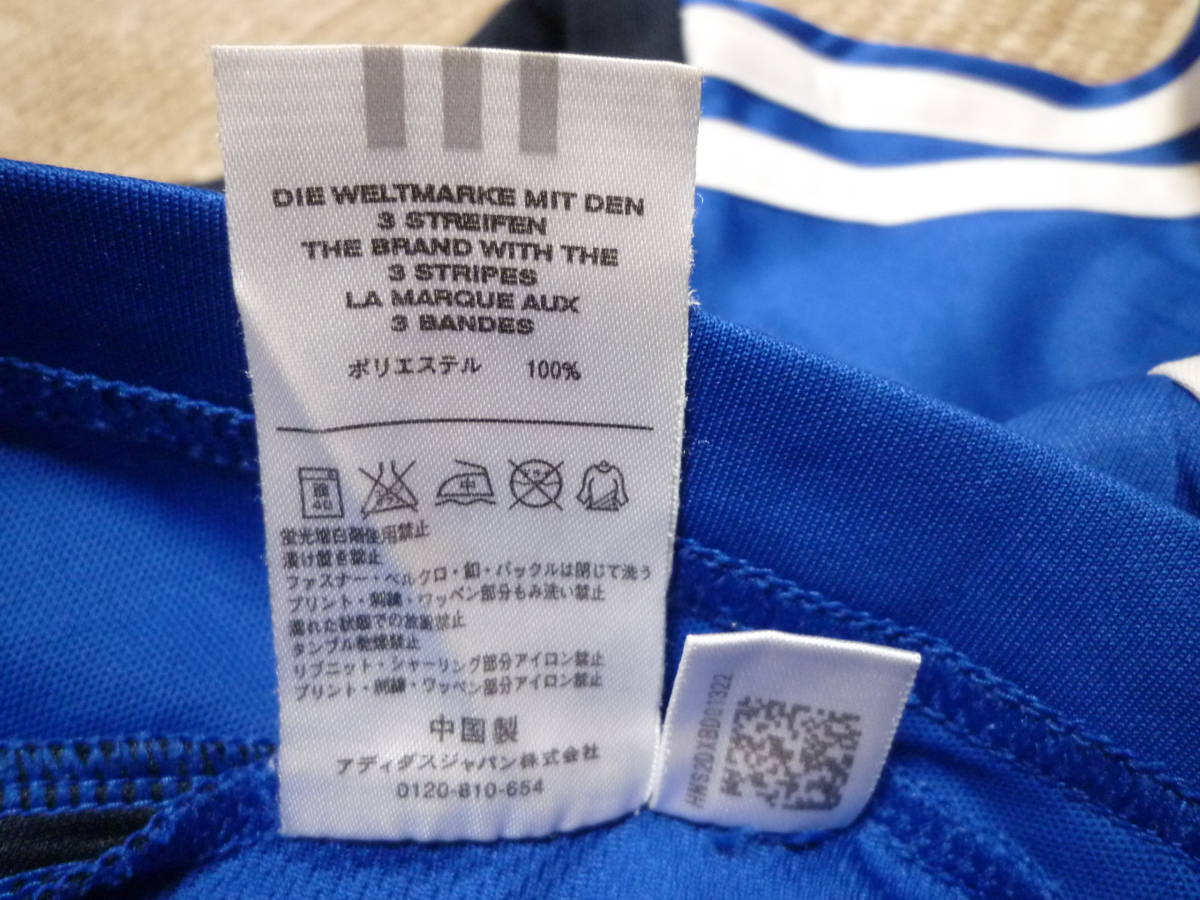 DIE WELTMARKE MIT DEN
3 STREIFEN
THE BRAND WITH THE
3 STRIPES
LA MARQUE AUX
3 BANDES
ポリエステル 100%
40
中
蛍光増白剤使用禁止
漬け置き禁止
ファスナー・ベルクロ・釦・バックルは閉じて洗う
プリント・刺繍・ワッペン部分もみ洗い禁止
濡れた状態での放置禁止
タンブル乾燥禁止
リブニット・シャーリング部分アイロン禁止
プリント・刺繍・ワッペン部分アイロン禁止
中国製
アディダスジャパン株式会社
0120-810-654